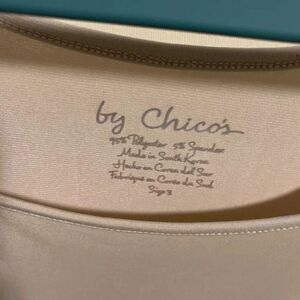 by Chico's
95% Polyester 5% Spandex
Made in South Korea
Hecho en Corea del Sur
Fabriqué en Corée du Sud
Size 3